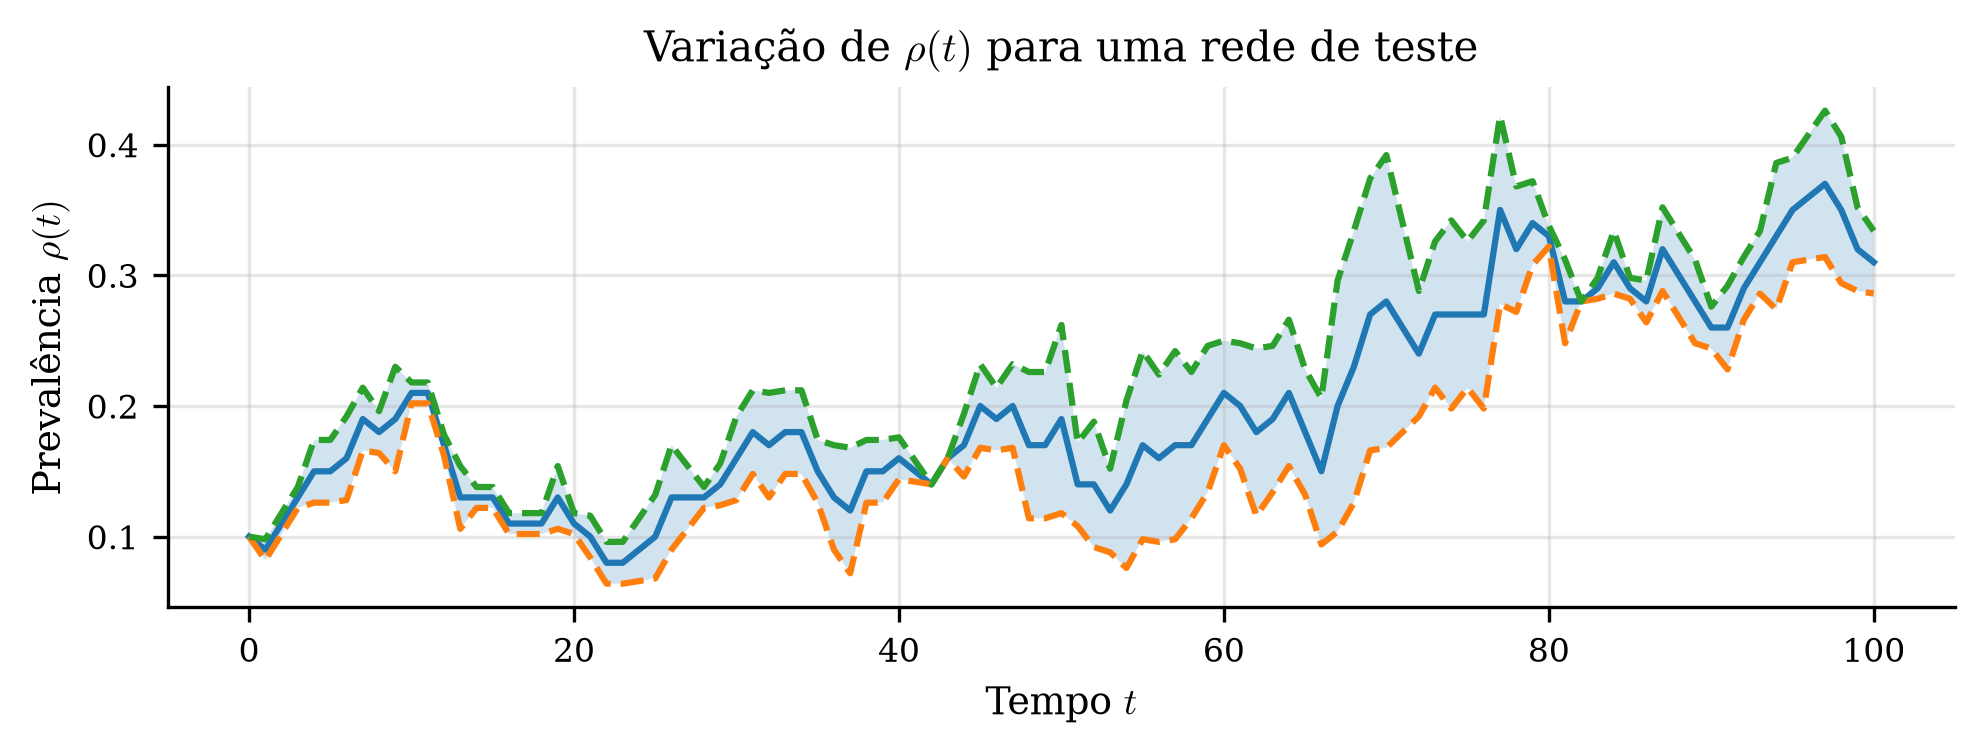 Variação de ρ(t) para uma rede de teste
Prevalência ρ(t)
0.4
0.3
0.2
0.1
0 20 40 60 80 100
Tempo t